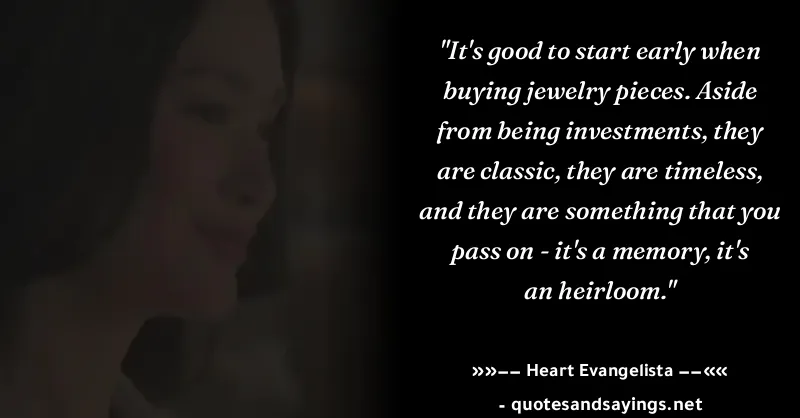 "It's good to start early when
buying jewelry pieces. Aside
from being investments, they
are classic, they are timeless,
and they are something that you
pass on - it's a memory, it's
an heirloom."
»»–– Heart Evangelista ––««
- quotesandsayings.net